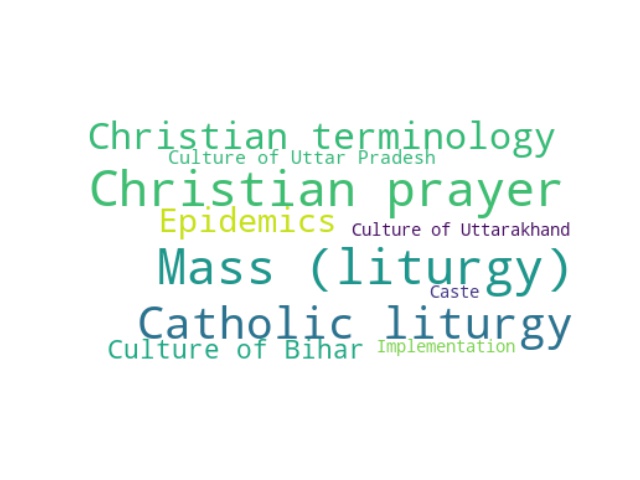 Christian terminology
Culture of Uttar Pradesh
Christian prayer
Epidemics
Culture of Uttarakhand
Mass (liturgy)
Caste
Catholic liturgy
Culture of Bihar
Implementation